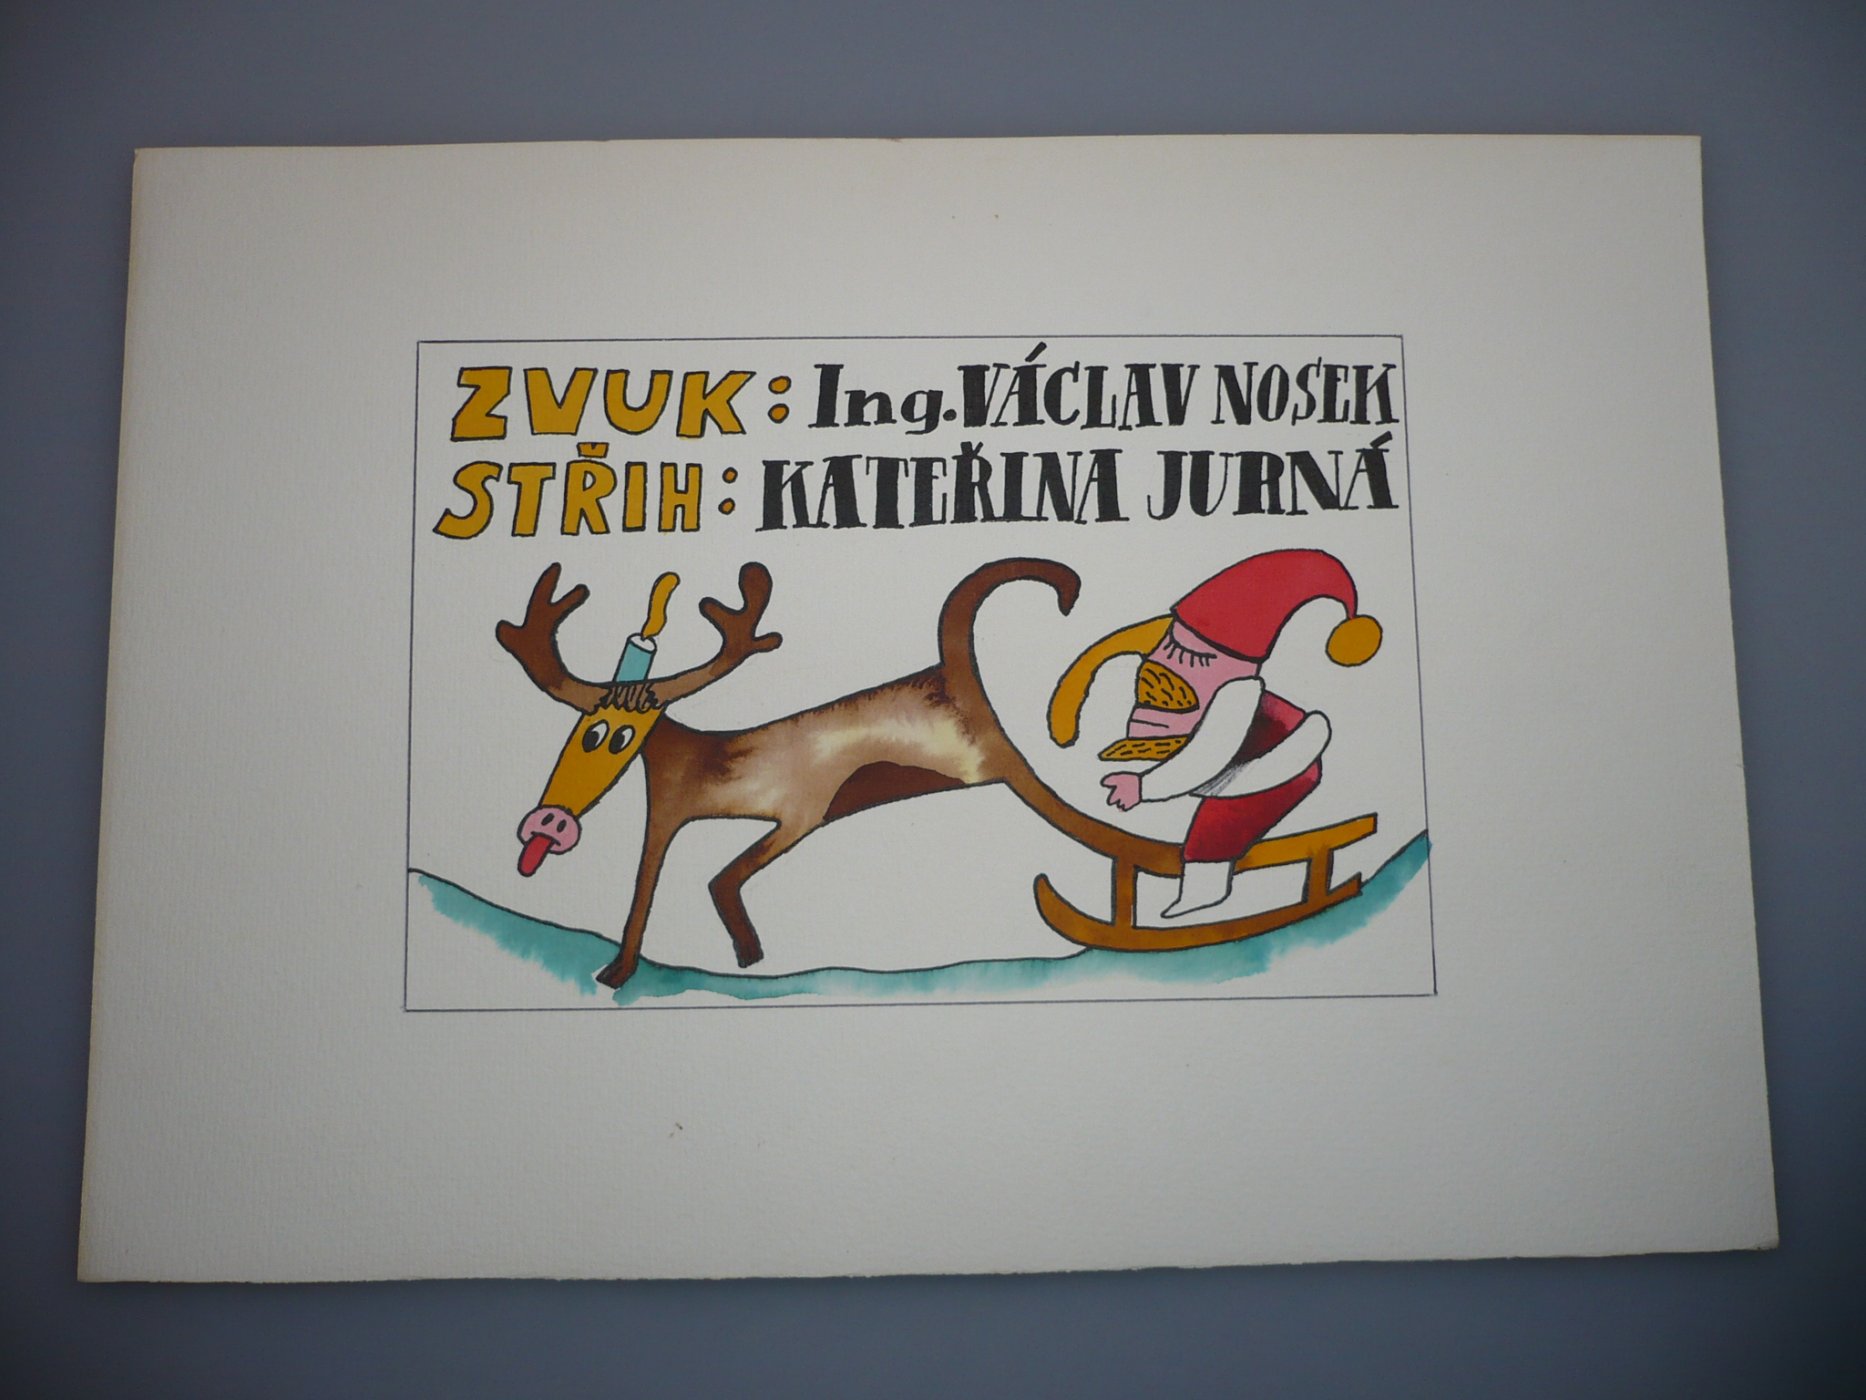 ZVUK: Ing. VÁCLAV NOSEK
STŘIH: KATEŘINA JURNÁ